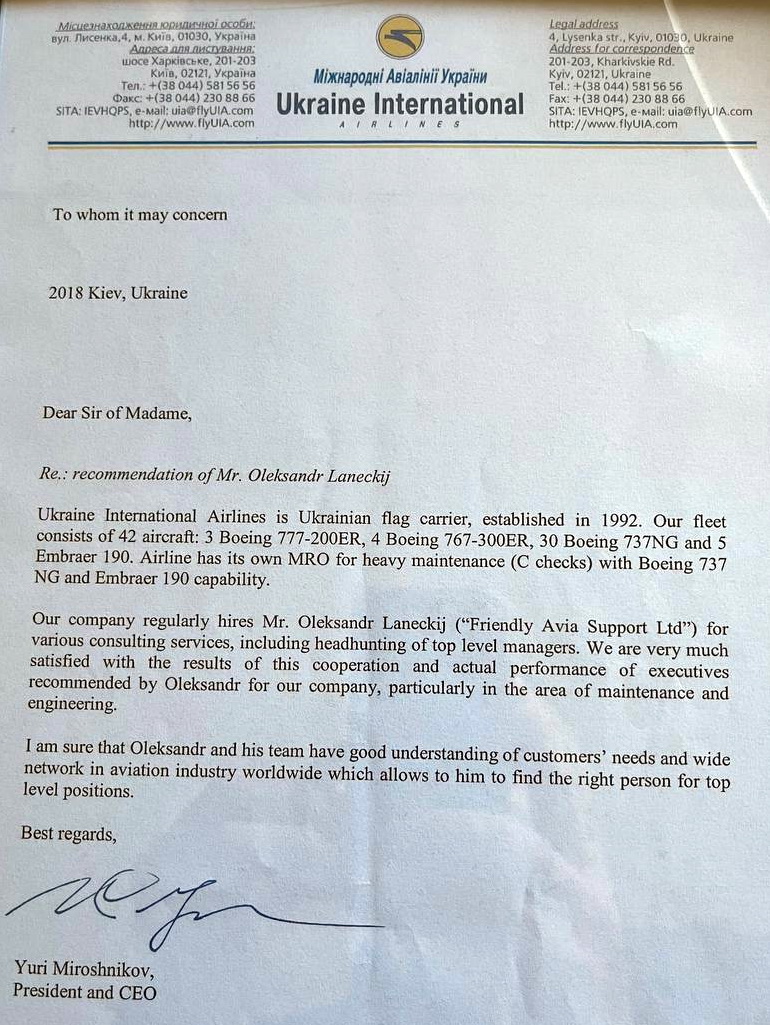 Місцезнаходження юридичної особи:
вул. Лисенка,4, м. Київ, 01030, Україна
Адреса для листування:
шосе Харківське, 201-203
Київ, 02121, Україна
Тел.: +(38 044) 581 56 56
Факс: +(38 044) 230 88 66
SITA: IEVHQPS, е-маіl: uia@flyUIA.com
http://www.flyUIA.com
Міжнародні Авіалінії України
Ukraine International
AIRLINES
Legal address
4, Lysenka str., Kyiv, 01030, Ukraine
Address for correspondence
201-203, Kharkivskie Rd.
Kyiv, 02121, Ukraine
Tel.: +(38 044) 581 56 56
Fax: +(38 044) 230 88 66
SITA: IEVHQPS, е-маіl: uia@flyUIA.com
http://www.flyUIA.com
To whom it may concern
2018 Kiev, Ukraine
Dear Sir of Madame,
Re.: recommendation of Mr. Oleksandr Laneckij
Ukraine International Airlines is Ukrainian flag carrier, established in 1992. Our fleet
consists of 42 aircraft: 3 Boeing 777-200ER, 4 Boeing 767-300ER, 30 Boeing 737NG and 5
Embraer 190. Airline has its own MRO for heavy maintenance (C checks) with Boeing 737
NG and Embraer 190 capability.
Our company regularly hires Mr. Oleksandr Laneckij (“Friendly Avia Support Ltd”) for
various consulting services, including headhunting of top level managers. We are very much
satisfied with the results of this cooperation and actual performance of executives
recommended by Oleksandr for our company, particularly in the area of maintenance and
engineering.
I am sure that Oleksandr and his team have good understanding of customers’ needs and wide
network in aviation industry worldwide which allows to him to find the right person for top
level positions.
Best regards,
Yuri Miroshnikov,
President and CEO